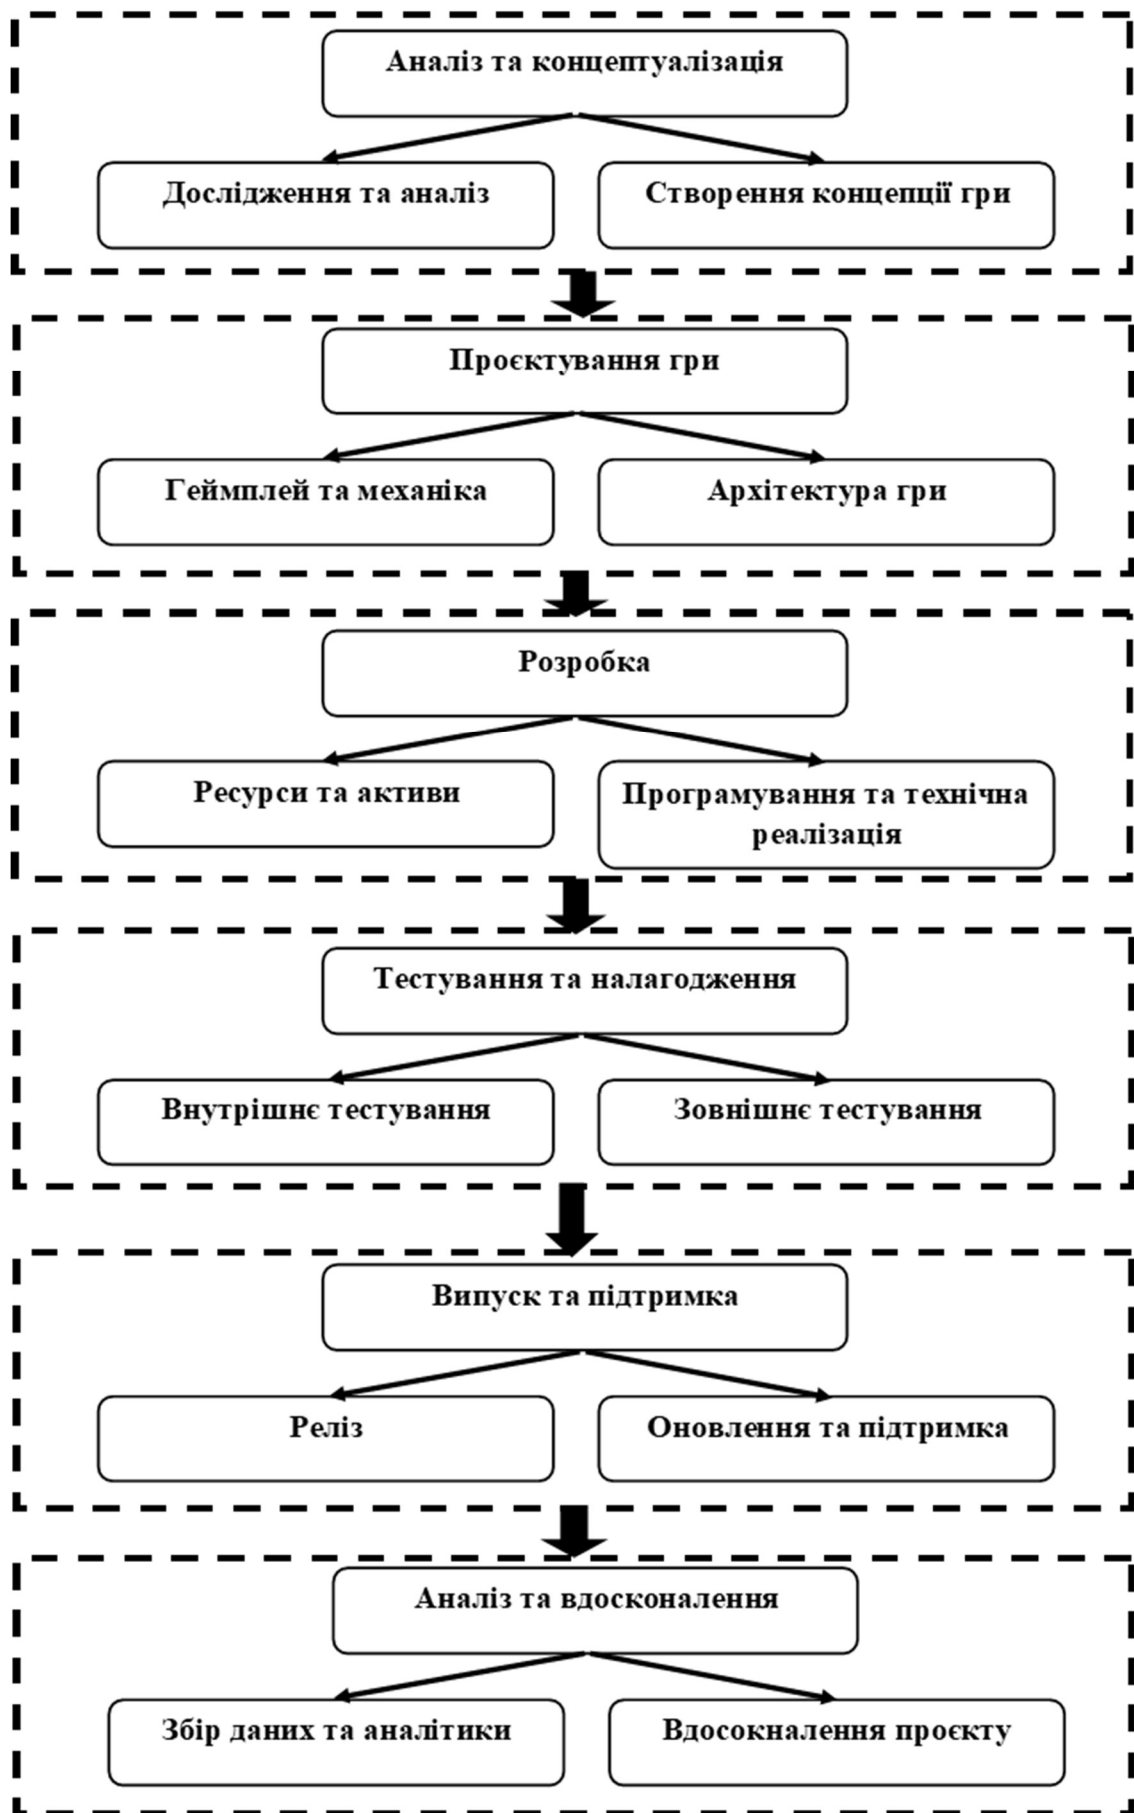 Аналіз та концептуалізація
Дослідження та аналіз
Створення концепції гри
Проєктування гри
Геймплей та механіка
Архітектура гри
Розробка
Ресурси та активи
Програмування та технічна
реалізація
Тестування та налагодження
Внутрішнє тестування
Зовнішнє тестування
Випуск та підтримка
Реліз
Оновлення та підтримка
Аналіз та вдосконалення
Збір даних та аналітики
Вдосокналення проєкту